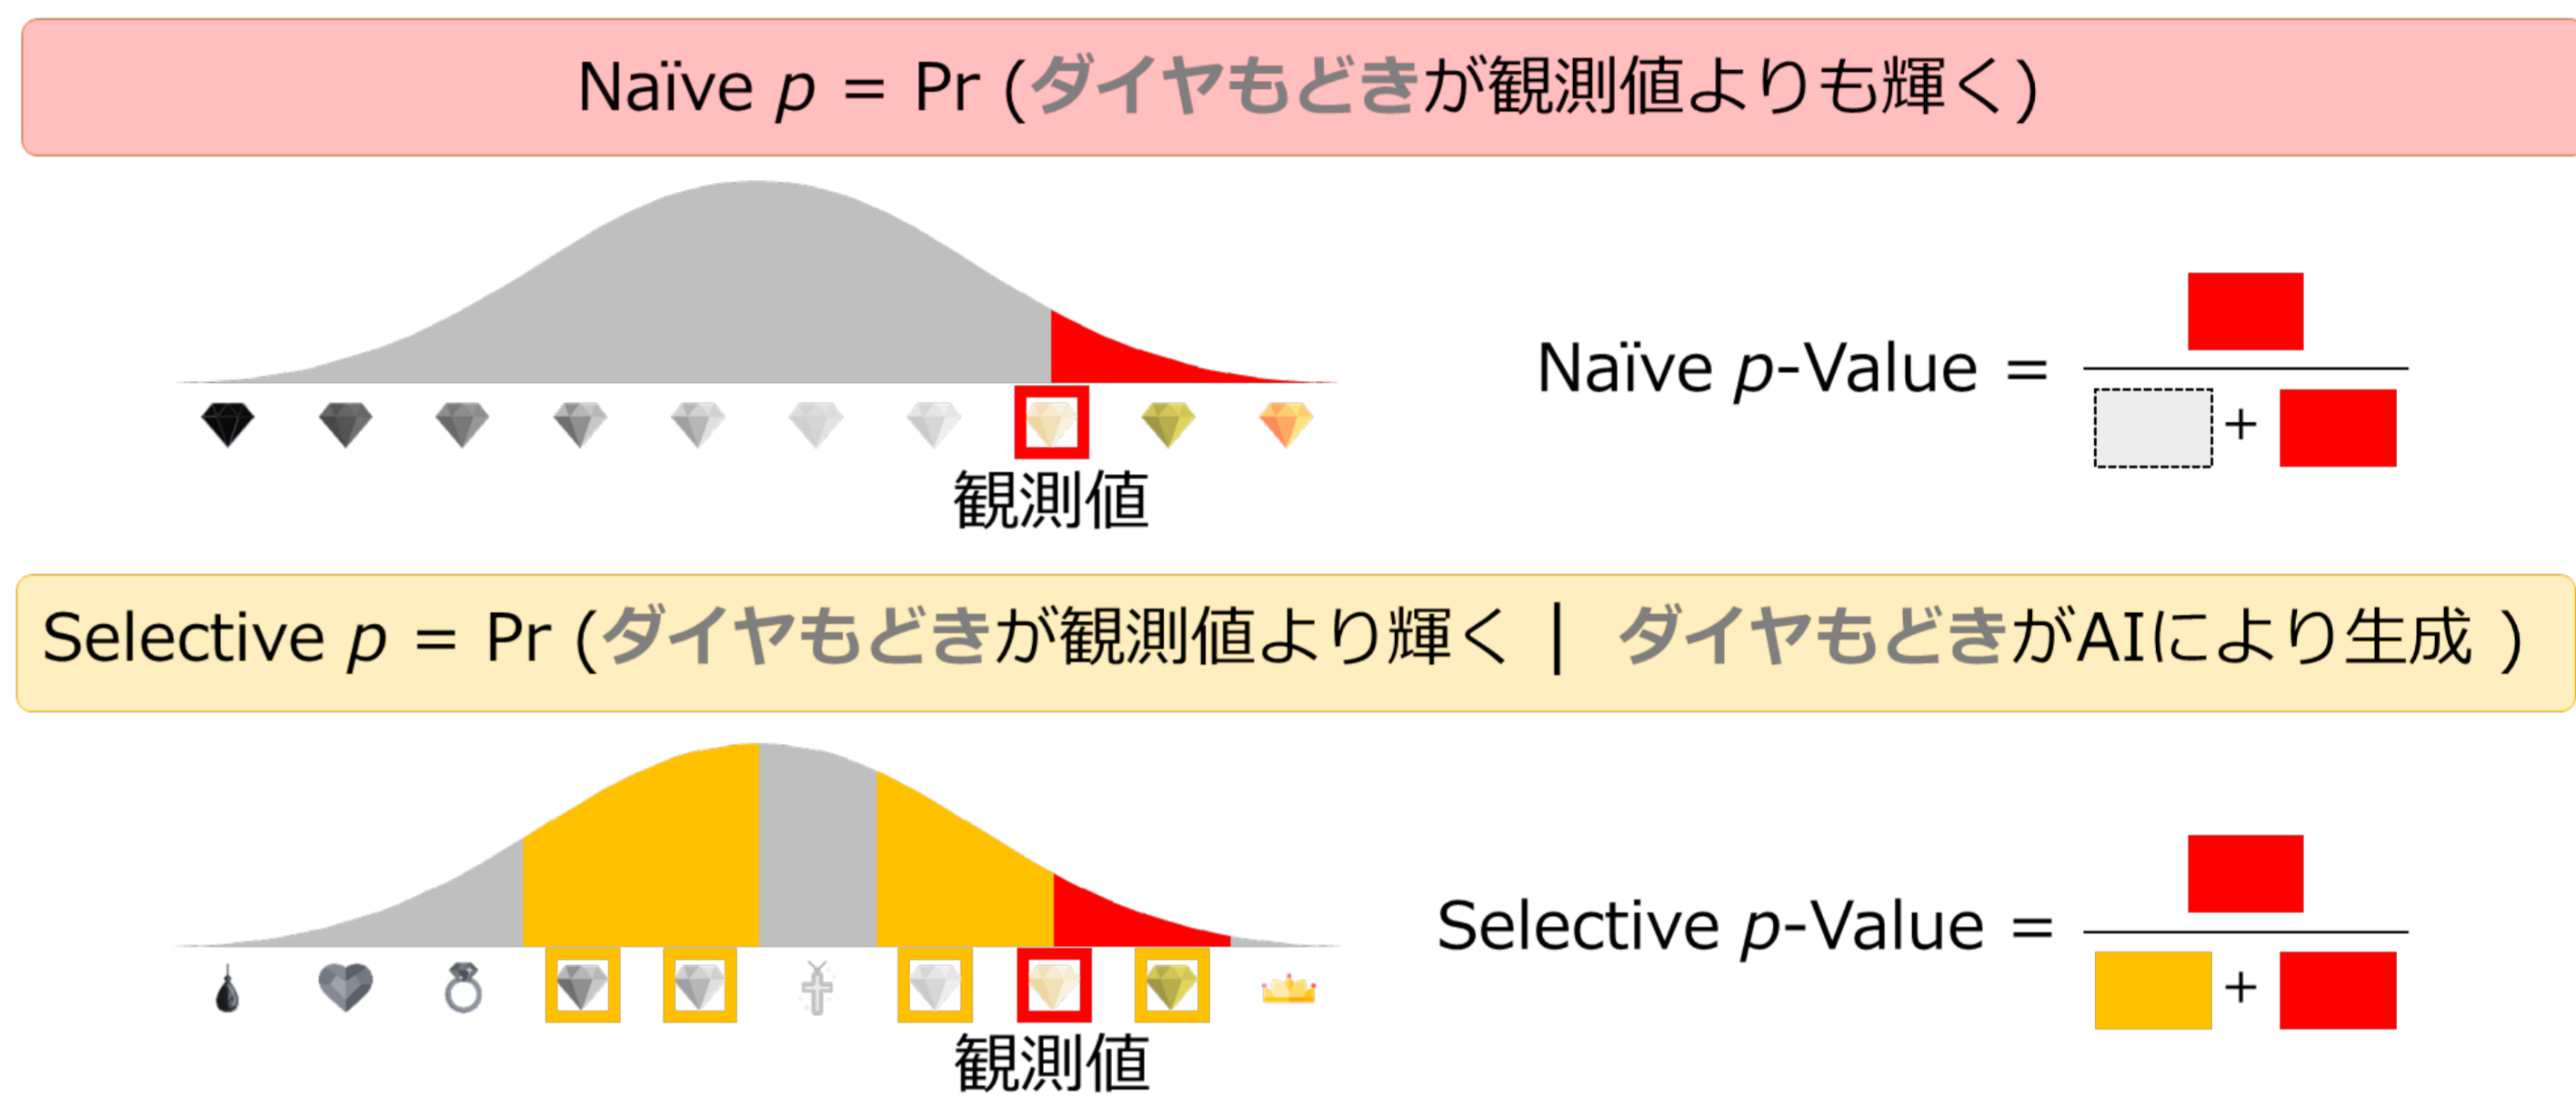 Naïve p = Pr (ダイヤもどきが観測値よりも輝く)
Naïve p-Value =
+
観測値
Selective p = Pr (ダイヤもどきが観測値より輝く | ダイヤもどきがAIにより生成 )
Selective p-Value =
+
観測値